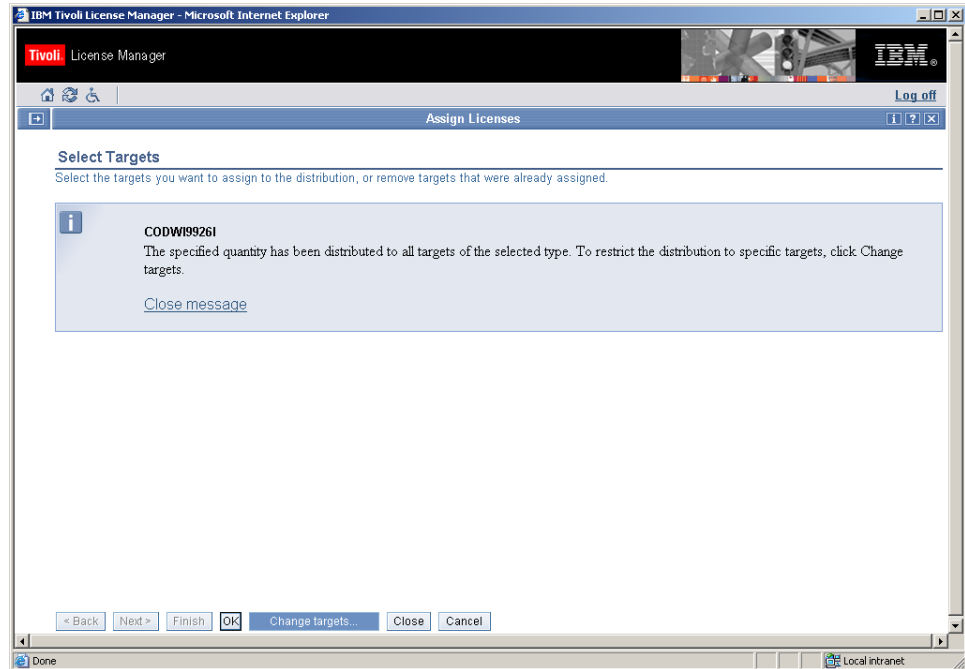 IBM Tivoli License Manager - Microsoft Internet Explorer
Tivoli. License Manager
IBM®
Log off
Assign Licenses
i ?
Select Targets
Select the targets you want to assign to the distribution, or remove targets that were already assigned.
i
CODWI9926I
The specified quantity has been distributed to all targets of the selected type. To restrict the distribution to specific targets, click Change
targets.
Close message
< Back Next > Finish OK Change targets... Close Cancel
Done Local intranet